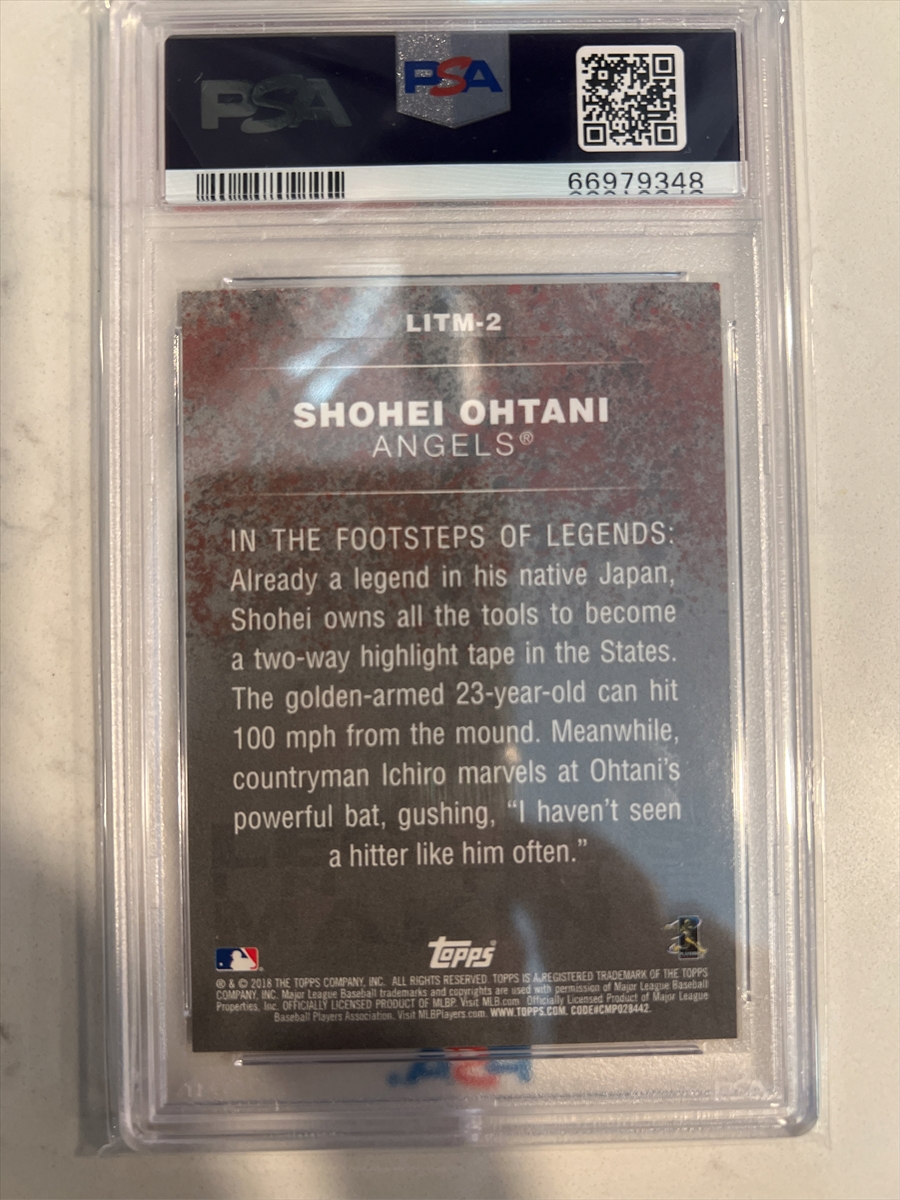 PSA
PSA
66979348
LITM-2
SHOHEI OHTANI
ANGELS®
IN THE FOOTSTEPS OF LEGENDS:
Already a legend in his native Japan,
Shohei owns all the tools to become
a two-way highlight tape in the States.
The golden-armed 23-year-old can hit
100 mph from the mound. Meanwhile,
countryman Ichiro marvels at Ohtani's
powerful bat, gushing, “I haven't seen
a hitter like him often.”
Topps®
® & © 2018 THE TOPPS COMPANY, INC. ALL RIGHTS RESERVED. TOPPS IS A REGISTERED TRADEMARK OF THE TOPPS
COMPANY, INC. Major League Baseball trademarks and copyrights are used with permission of Major League Baseball
Properties, Inc. OFFICIALLY LICENSED PRODUCT OF MLBP. Visit MLB.com. Officially Licensed Product of Major League
Baseball Players Association. Visit MLBPlayers.com. WWW.TOPPS.COM. CODE#CMP028442.
PSA